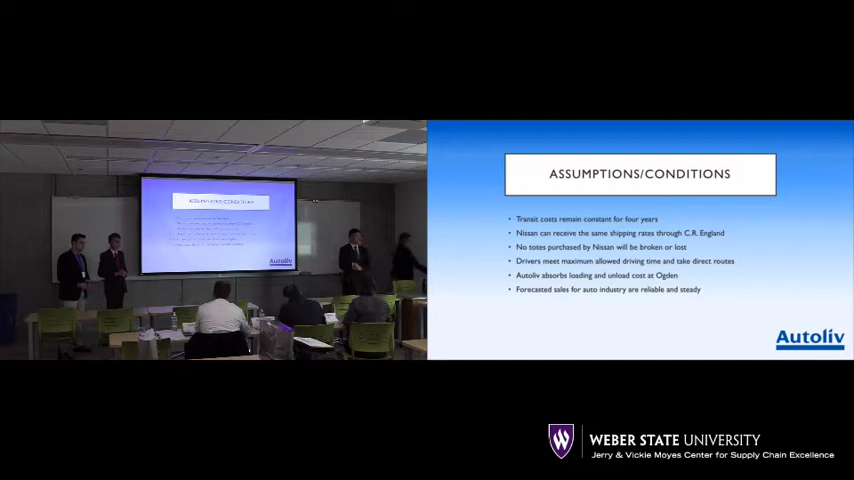 ASSUMPTIONS/CONDITIONS
Autoliv
ASSUMPTIONS/CONDITIONS
• Transit costs remain constant for four years
• Nissan can receive the same shipping rates through C.R. England
• No totes purchased by Nissan will be broken or lost
• Drivers meet maximum allowed driving time and take direct routes
• Autoliv absorbs loading and unload cost at Ogden
• Forecasted sales for auto industry are reliable and steady
Autoliv
WEBER STATE UNIVERSITY
Jerry & Vickie Moyes Center for Supply Chain Excellence